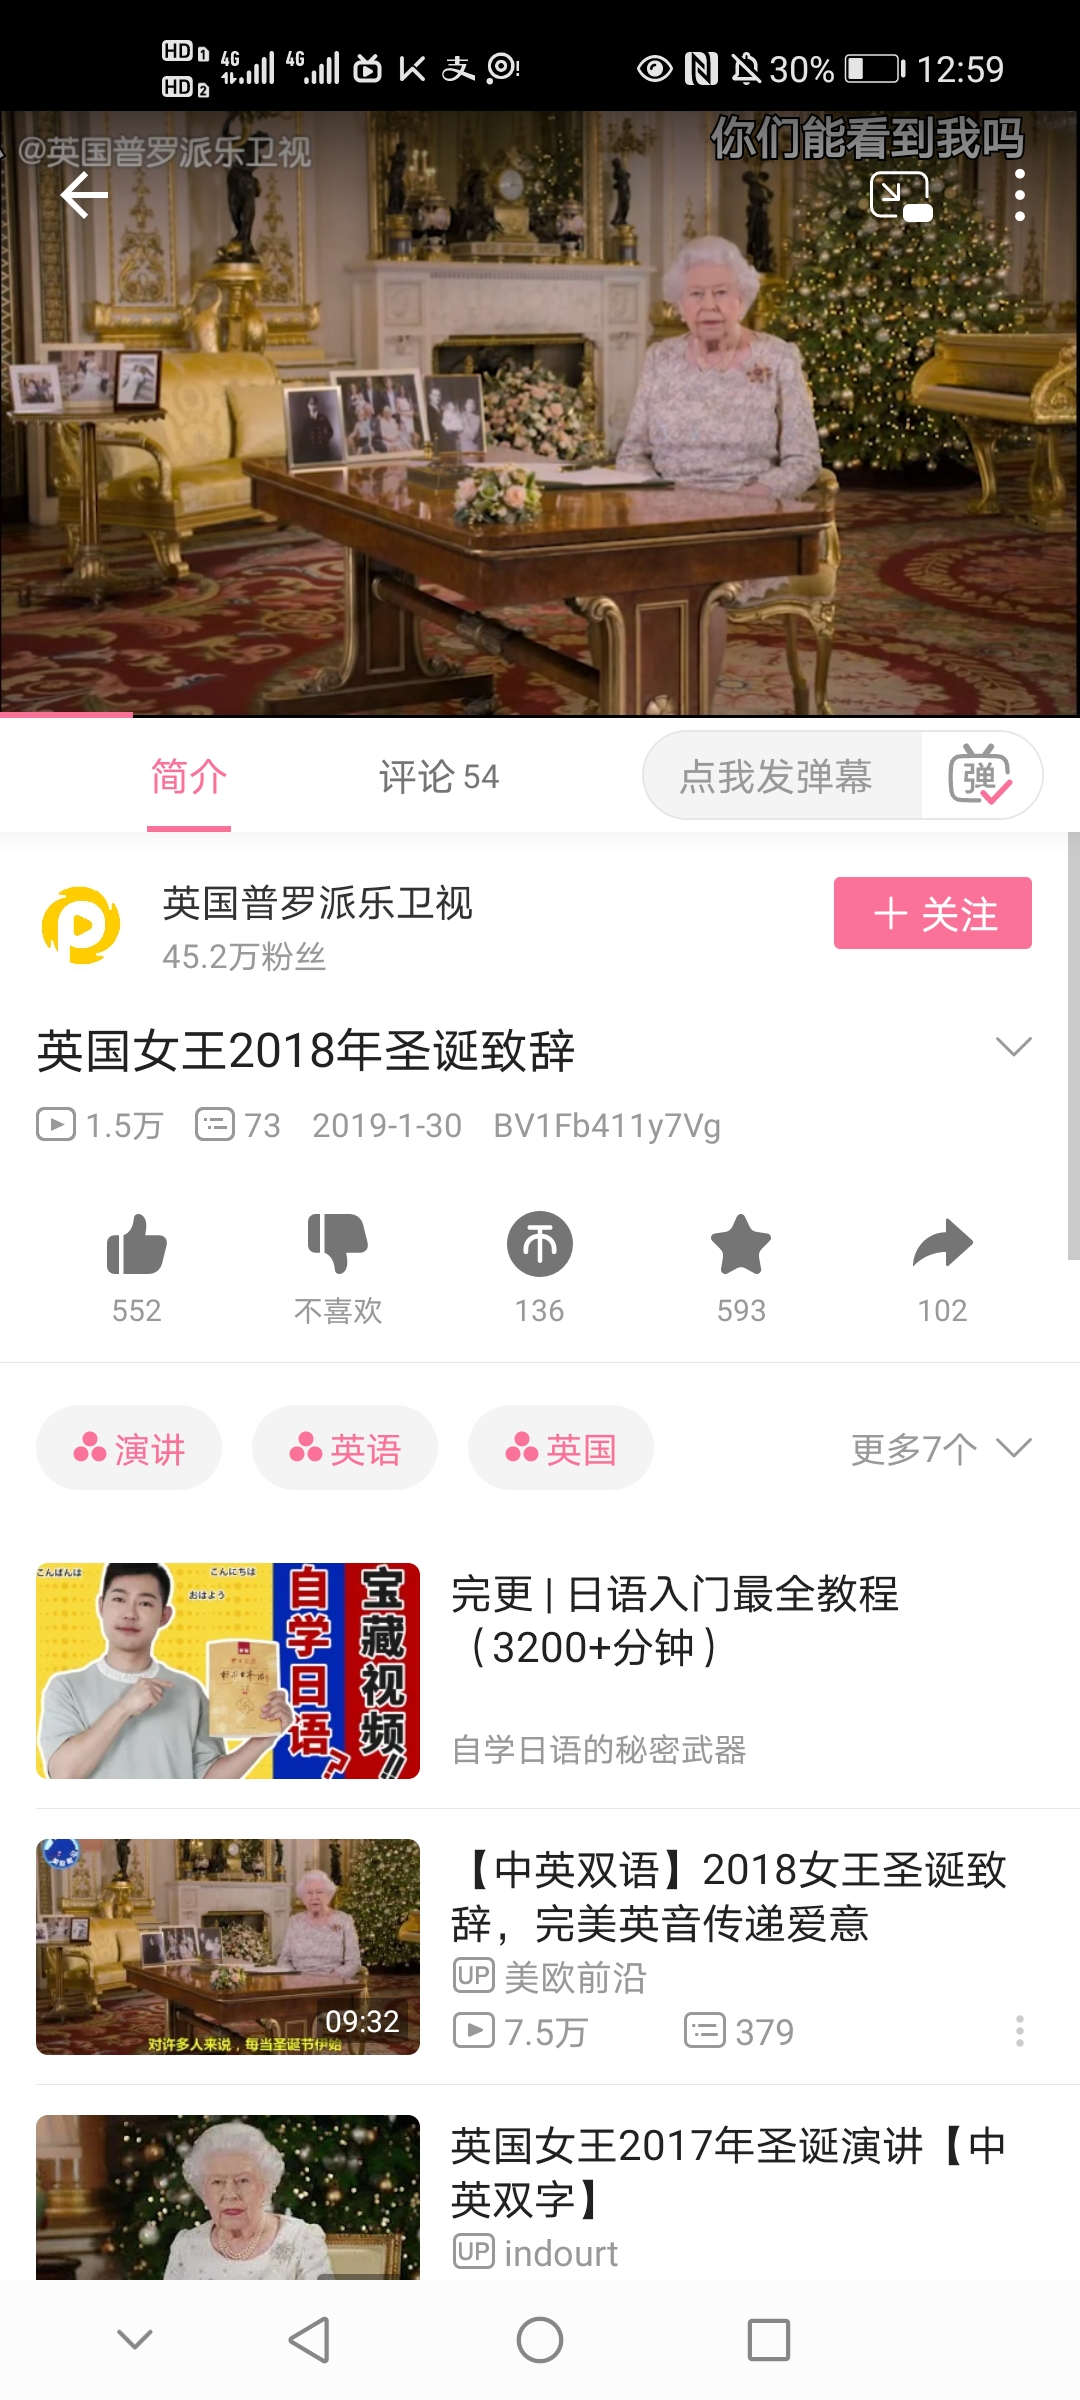 HD 1 4G 4G 30% 12:59
HD 2
@英国普罗派乐卫视
你们能看到我吗
简介 评论 54 点我发弹幕 弹
英国普罗派乐卫视
45.2万粉丝
+ 关注
英国女王2018年圣诞致辞
1.5万 73 2019-1-30 BV1Fb411y7Vg
552 不喜欢 136 593 102
演讲 英语 英国 更多7个
こんばんは こんにちは
おはよう
自学日语?
宝藏视频!!
完更 | 日语入门最全教程
（3200+分钟）
自学日语的秘密武器
09:32
对许多人来说，每当圣诞节伊始
【中英双语】2018女王圣诞致
辞，完美英音传递爱意
UP 美欧前沿
7.5万 379
英国女王2017年圣诞演讲【中
英双字】
UP indourt